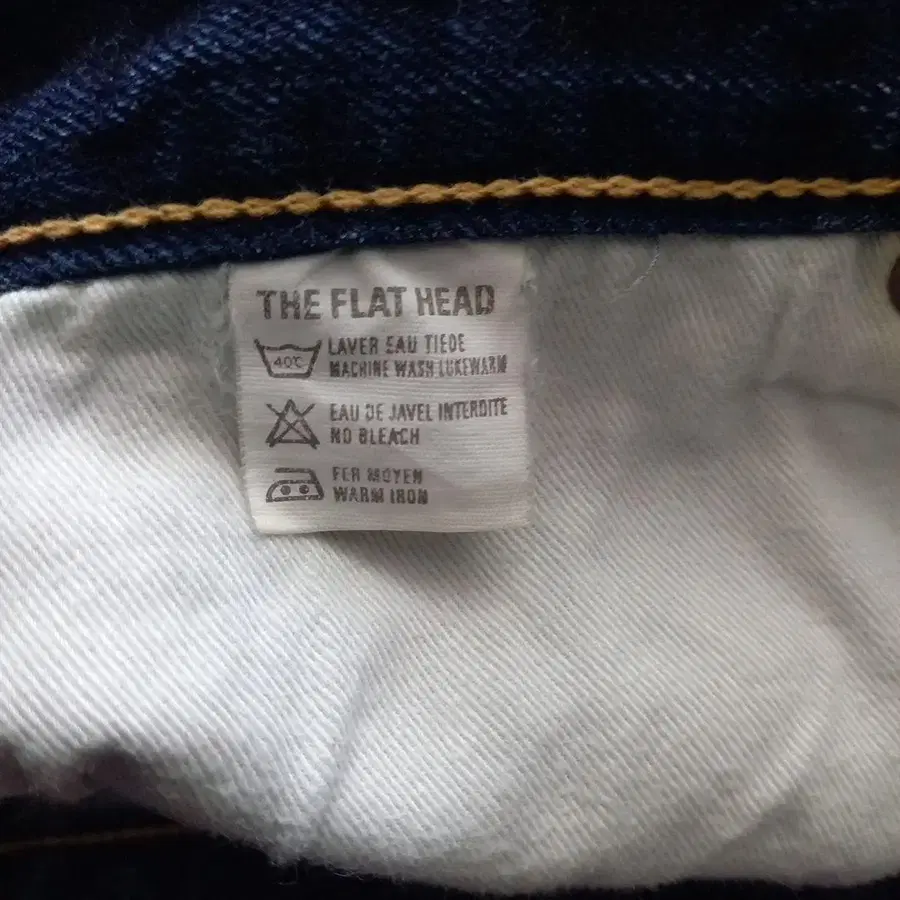 THE FLAT HEAD
40℃ LAVER EAU TIEDE
MACHINE WASH LUKEWARM
EAU DE JAVEL INTERDITE
NO BLEACH
FER MOYEN
WARM IRON